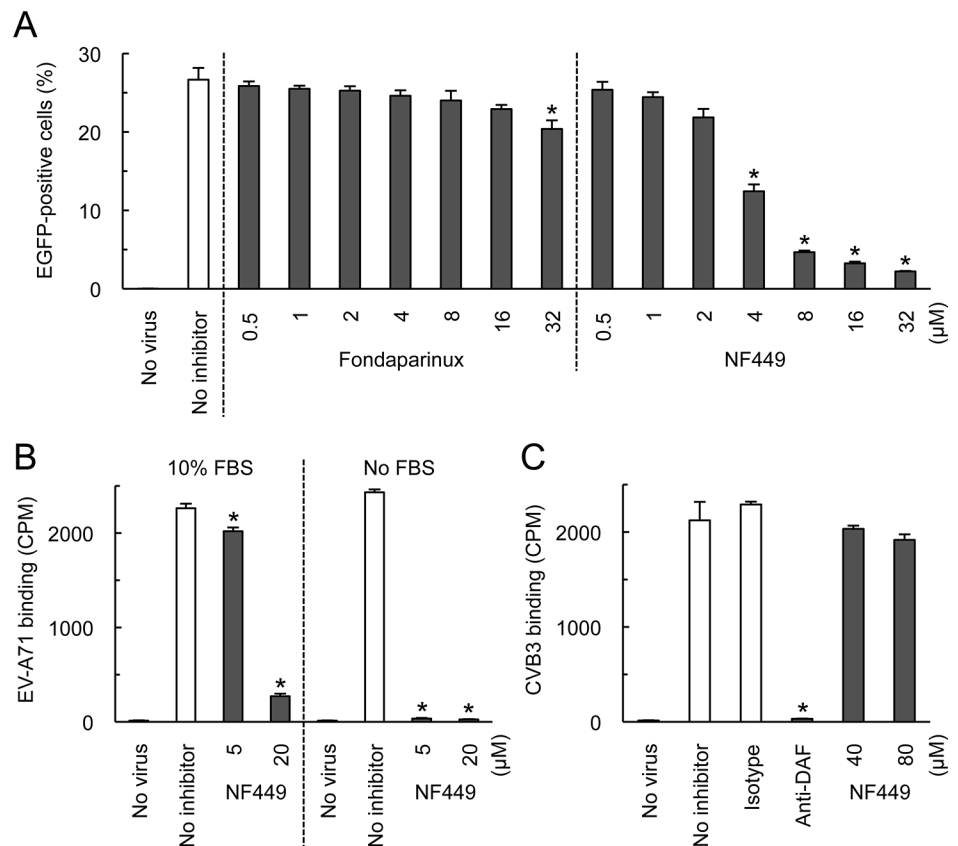 A
EGFP-positive cells (%)
30
20
10
0
* * * * *
No virus
No inhibitor
0.5 1 2 4 8 16 32
Fondaparinux
0.5 1 2 4 8 16 32 (μM)
NF449
B
10% FBS No FBS
EV-A71 binding (CPM)
2000
1000
0
* * * *
No virus
No inhibitor
5 20
NF449
No virus
No inhibitor
5 20 (μM)
NF449
C
CVB3 binding (CPM)
2000
1000
0
*
No virus
No inhibitor
Isotype
Anti-DAF
40 80 (μM)
NF449